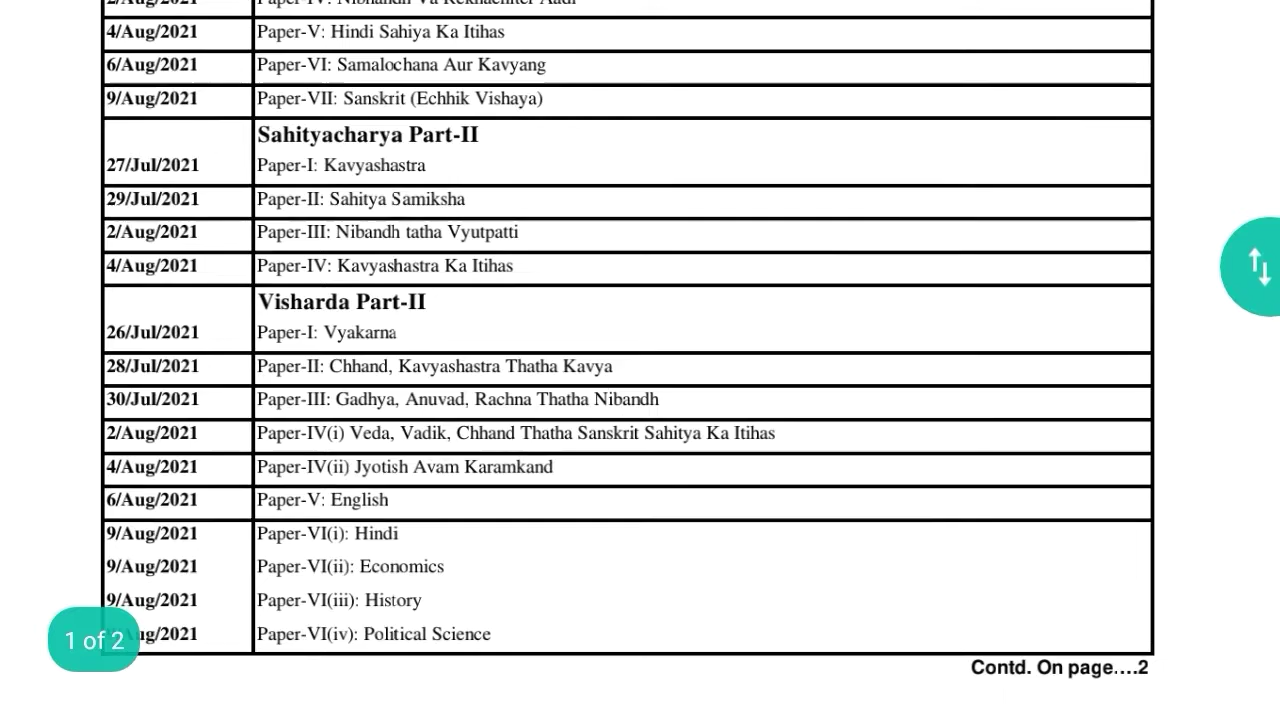 4/Aug/2021 Paper-V: Hindi Sahiya Ka Itihas
6/Aug/2021 Paper-VI: Samalochana Aur Kavyang
9/Aug/2021 Paper-VII: Sanskrit (Echhik Vishaya)
Sahityacharya Part-II
27/Jul/2021 Paper-I: Kavyashastra
29/Jul/2021 Paper-II: Sahitya Samiksha
2/Aug/2021 Paper-III: Nibandh tatha Vyutpatti
4/Aug/2021 Paper-IV: Kavyashastra Ka Itihas
Visharda Part-II
26/Jul/2021 Paper-I: Vyakarna
28/Jul/2021 Paper-II: Chhand, Kavyashastra Thatha Kavya
30/Jul/2021 Paper-III: Gadhya, Anuvad, Rachna Thatha Nibandh
2/Aug/2021 Paper-IV(i) Veda, Vadik, Chhand Thatha Sanskrit Sahitya Ka Itihas
4/Aug/2021 Paper-IV(ii) Jyotish Avam Karamkand
6/Aug/2021 Paper-V: English
9/Aug/2021 Paper-VI(i): Hindi
9/Aug/2021 Paper-VI(ii): Economics
9/Aug/2021 Paper-VI(iii): History
Paper-VI(iv): Political Science
1 of 2
Contd. On page....2